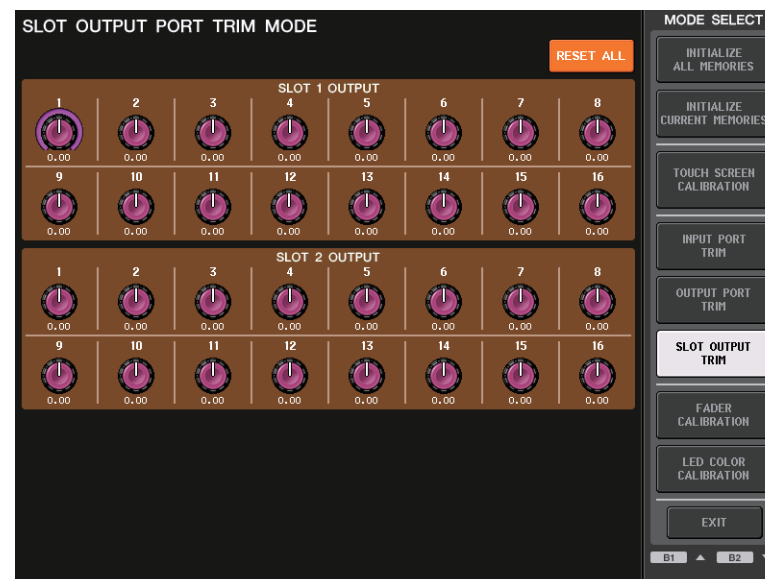 SLOT OUTPUT PORT TRIM MODE
RESET ALL
SLOT 1 OUTPUT
1 2 3 4 5 6 7 8
0.00 0.00 0.00 0.00 0.00 0.00 0.00 0.00
9 10 11 12 13 14 15 16
0.00 0.00 0.00 0.00 0.00 0.00 0.00 0.00
SLOT 2 OUTPUT
1 2 3 4 5 6 7 8
0.00 0.00 0.00 0.00 0.00 0.00 0.00 0.00
9 10 11 12 13 14 15 16
0.00 0.00 0.00 0.00 0.00 0.00 0.00 0.00
MODE SELECT
INITIALIZE
ALL MEMORIES
INITIALIZE
CURRENT MEMORIES
TOUCH SCREEN
CALIBRATION
INPUT PORT
TRIM
OUTPUT PORT
TRIM
SLOT OUTPUT
TRIM
FADER
CALIBRATION
LED COLOR
CALIBRATION
EXIT
B1 B2